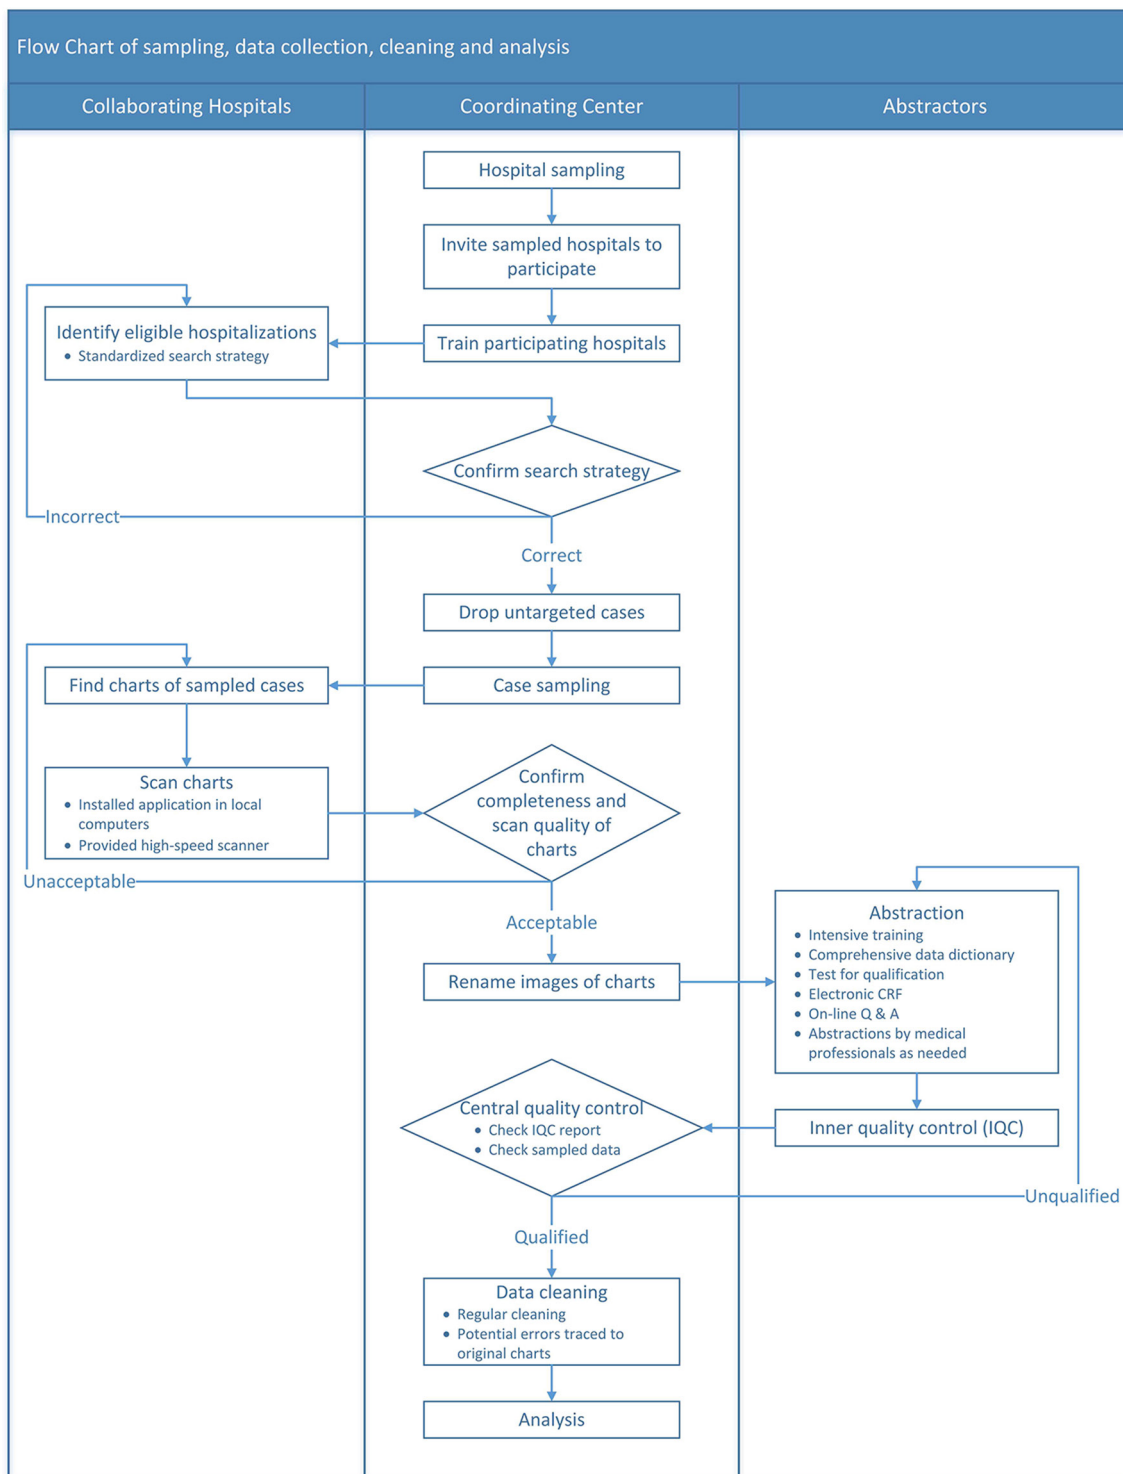 Flow Chart of sampling, data collection, cleaning and analysis
Collaborating Hospitals
Coordinating Center
Abstractors
Hospital sampling
Invite sampled hospitals to
participate
Train participating hospitals
Identify eligible hospitalizations
• Standardized search strategy
Confirm search strategy
Incorrect
Correct
Drop untargeted cases
Case sampling
Find charts of sampled cases
Scan charts
• Installed application in local
computers
• Provided high-speed scanner
Confirm
completeness and
scan quality of
charts
Unacceptable
Acceptable
Rename images of charts
Abstraction
• Intensive training
• Comprehensive data dictionary
• Test for qualification
• Electronic CRF
• On-line Q & A
• Abstractions by medical
professionals as needed
Inner quality control (IQC)
Central quality control
• Check IQC report
• Check sampled data
Unqualified
Qualified
Data cleaning
• Regular cleaning
• Potential errors traced to
original charts
Analysis